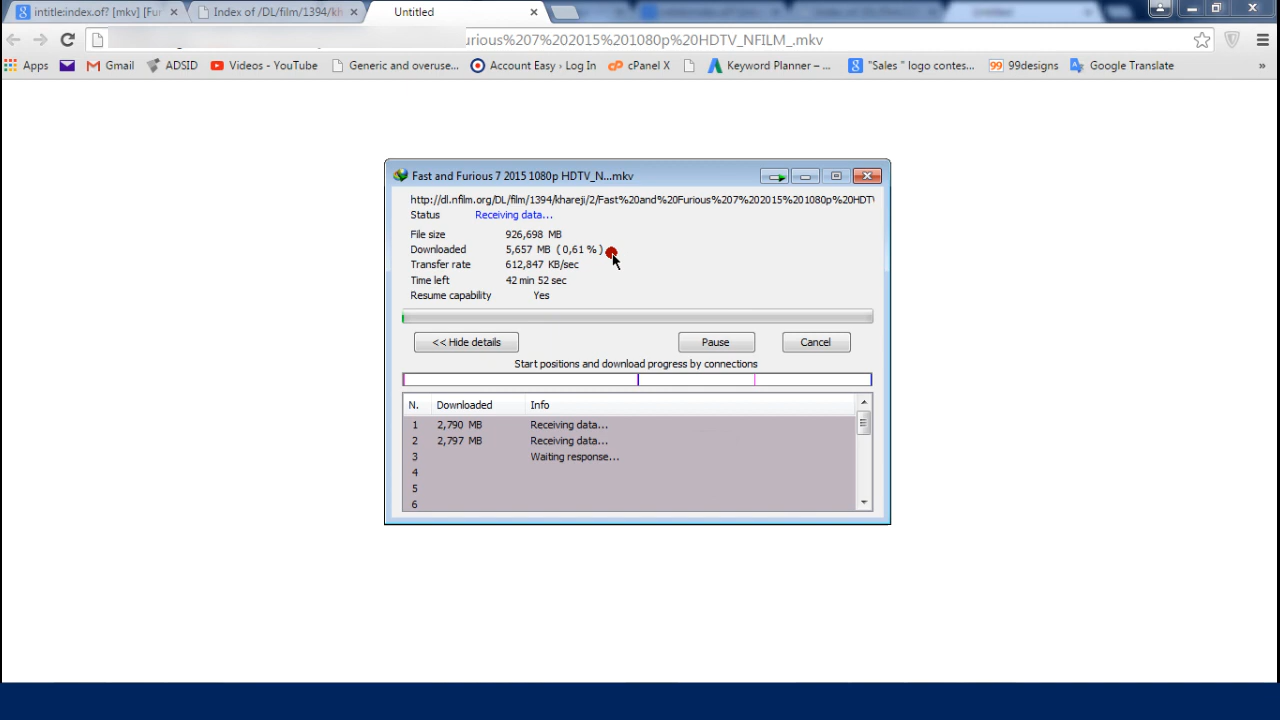 intitle:index.of? [mkv] [Fur
Index of /DL/film/1394/kh
Untitled
urious%207%202015%201080p%20HDTV_NFILM_.mkv
Apps
Gmail
ADSID
Videos - YouTube
Generic and overuse...
Account Easy › Log In
cPanel X
Keyword Planner – ...
"Sales " logo contes...
99designs
Google Translate
»
Fast and Furious 7 2015 1080p HDTV_N...mkv
http://dl.nfilm.org/DL/film/1394/khareji/2/Fast%20and%20Furious%207%202015%201080p%20HDT
Status Receiving data...
File size 926,698 MB
Downloaded 5,657 MB ( 0,61 % )
Transfer rate 612,847 KB/sec
Time left 42 min 52 sec
Resume capability Yes
<< Hide details
Pause
Cancel
Start positions and download progress by connections
N. Downloaded Info
1 2,790 MB Receiving data...
2 2,797 MB Receiving data...
3 Waiting response...
4
5
6